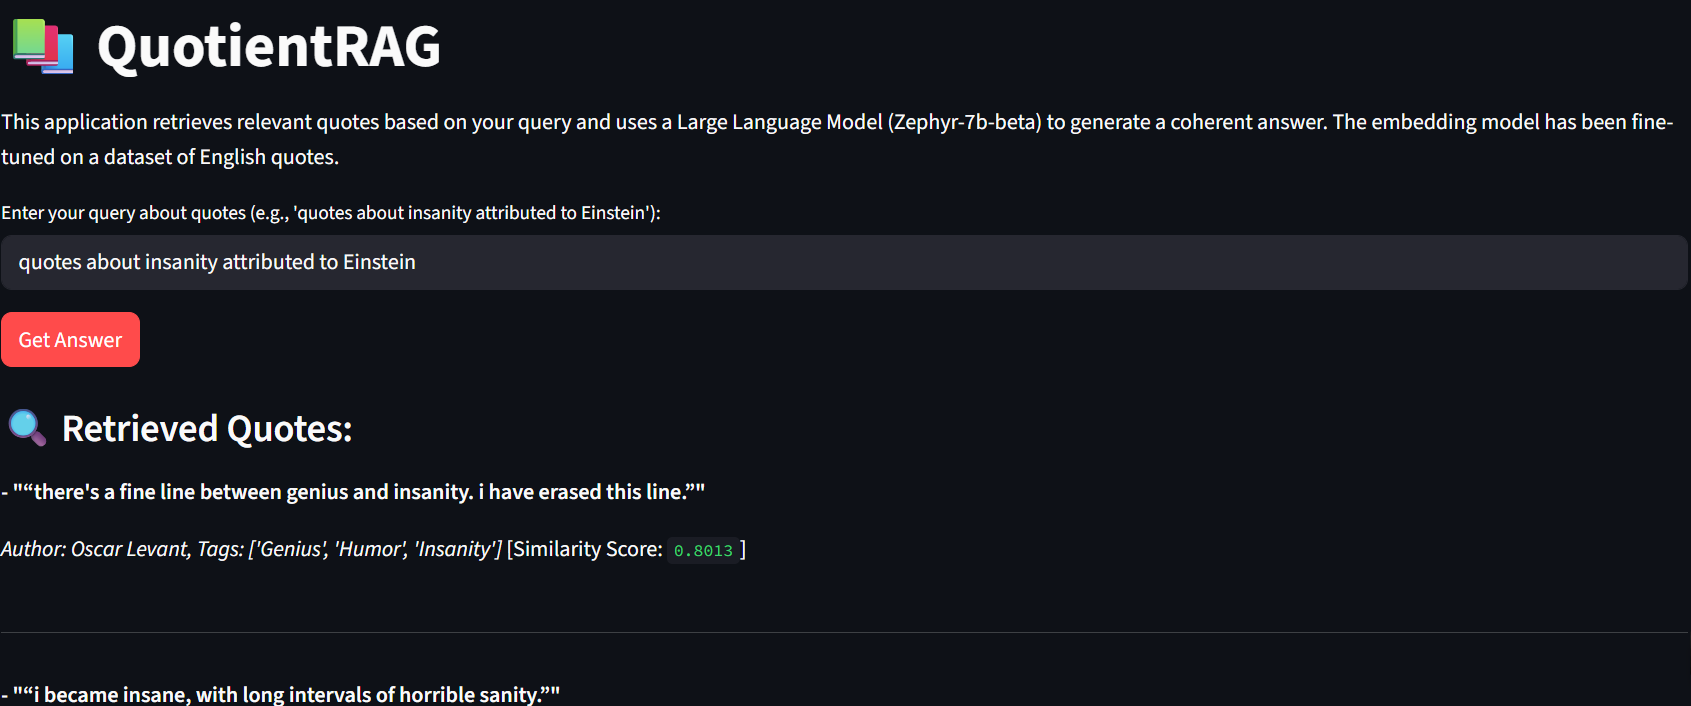 QuotientRAG
This application retrieves relevant quotes based on your query and uses a Large Language Model (Zephyr-7b-beta) to generate a coherent answer. The embedding model has been fine-
tuned on a dataset of English quotes.
Enter your query about quotes (e.g., 'quotes about insanity attributed to Einstein'):
quotes about insanity attributed to Einstein
Get Answer
Retrieved Quotes:
- "“there's a fine line between genius and insanity. i have erased this line.”"
Author: Oscar Levant, Tags: ['Genius', 'Humor', 'Insanity'] [Similarity Score: 0.8013]
- "“i became insane, with long intervals of horrible sanity.”"